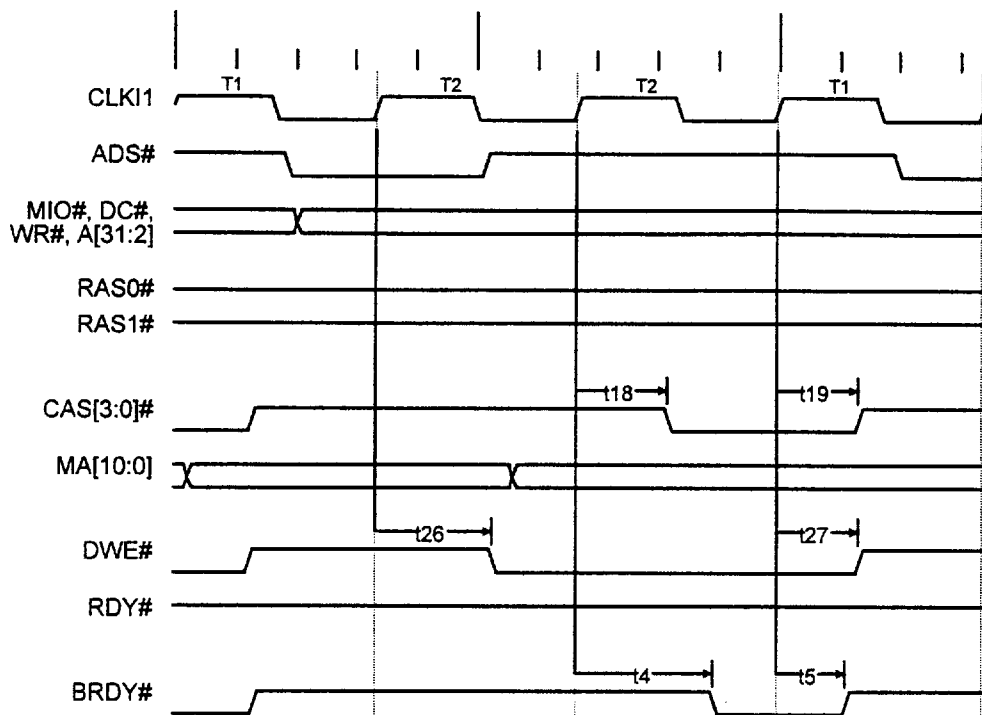 T1 T2 T2 T1
CLKI1
ADS#
MIO#, DC#,
WR#, A[31:2]
RAS0#
RAS1#
t18 t19
CAS[3:0]#
MA[10:0]
t26 t27
DWE#
RDY#
t4 t5
BRDY#